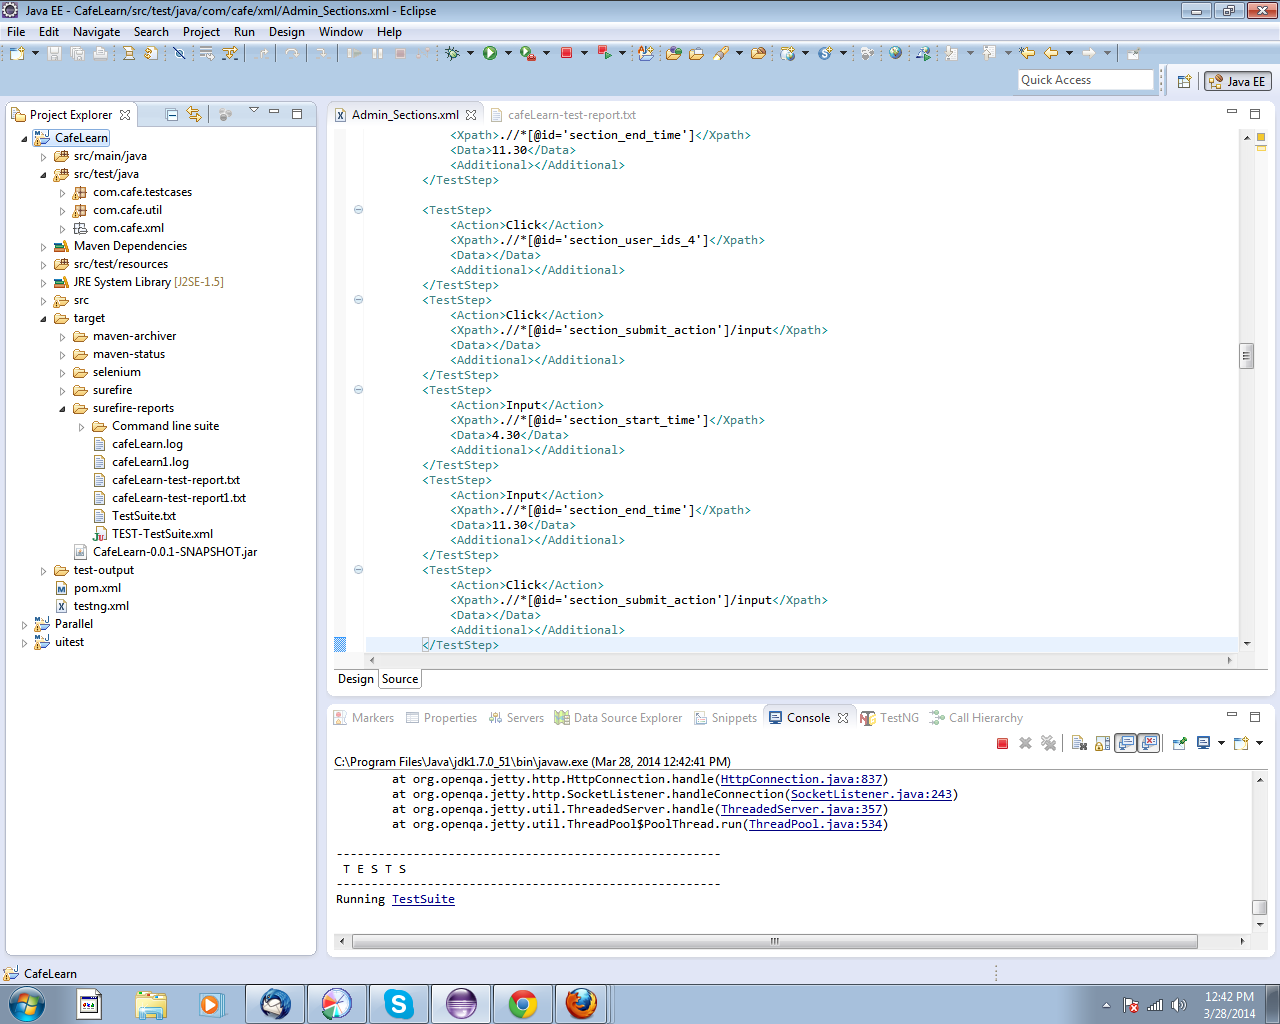 Java EE - CafeLearn/src/test/java/com/cafe/xml/Admin_Sections.xml - Eclipse
File Edit Navigate Search Project Run Design Window Help
Quick Access
Java EE
Project Explorer
CafeLearn
src/main/java
src/test/java
com.cafe.testcases
com.cafe.util
com.cafe.xml
Maven Dependencies
src/test/resources
JRE System Library [J2SE-1.5]
src
target
maven-archiver
maven-status
selenium
surefire
surefire-reports
Command line suite
cafeLearn.log
cafeLearn1.log
cafeLearn-test-report.txt
cafeLearn-test-report1.txt
TestSuite.txt
TEST-TestSuite.xml
CafeLearn-0.0.1-SNAPSHOT.jar
test-output
pom.xml
testng.xml
Parallel
uitest
Admin_Sections.xml
cafeLearn-test-report.txt
<Xpath>.//*[@id='section_end_time']</Xpath>
<Data>11.30</Data>
<Additional></Additional>
</TestStep>
<TestStep>
<Action>Click</Action>
<Xpath>.//*[@id='section_user_ids_4']</Xpath>
<Data></Data>
<Additional></Additional>
</TestStep>
<TestStep>
<Action>Click</Action>
<Xpath>.//*[@id='section_submit_action']/input</Xpath>
<Data></Data>
<Additional></Additional>
</TestStep>
<TestStep>
<Action>Input</Action>
<Xpath>.//*[@id='section_start_time']</Xpath>
<Data>4.30</Data>
<Additional></Additional>
</TestStep>
<TestStep>
<Action>Input</Action>
<Xpath>.//*[@id='section_end_time']</Xpath>
<Data>11.30</Data>
<Additional></Additional>
</TestStep>
<TestStep>
<Action>Click</Action>
<Xpath>.//*[@id='section_submit_action']/input</Xpath>
<Data></Data>
<Additional></Additional>
</TestStep>
Design Source
Markers Properties Servers Data Source Explorer Snippets Console TestNG Call Hierarchy
C:\Program Files\Java\jdk1.7.0_51\bin\javaw.exe (Mar 28, 2014 12:42:41 PM)
at org.openqa.jetty.http.HttpConnection.handle(HttpConnection.java:837)
at org.openqa.jetty.http.SocketListener.handleConnection(SocketListener.java:243)
at org.openqa.jetty.util.ThreadedServer.handle(ThreadedServer.java:357)
at org.openqa.jetty.util.ThreadPool$PoolThread.run(ThreadPool.java:534)
-------------------------------------------------------
T E S T S
-------------------------------------------------------
Running TestSuite
CafeLearn
12:42 PM
3/28/2014